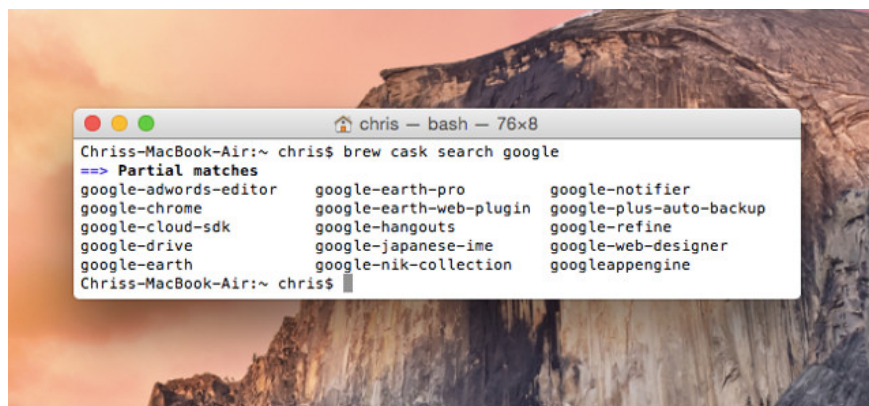 chris — bash — 76×8
Chriss-MacBook-Air:~ chris$ brew cask search google
==> Partial matches
google-adwords-editor google-earth-pro google-notifier
google-chrome google-earth-web-plugin google-plus-auto-backup
google-cloud-sdk google-hangouts google-refine
google-drive google-japanese-ime google-web-designer
google-earth google-nik-collection googleappengine
Chriss-MacBook-Air:~ chris$